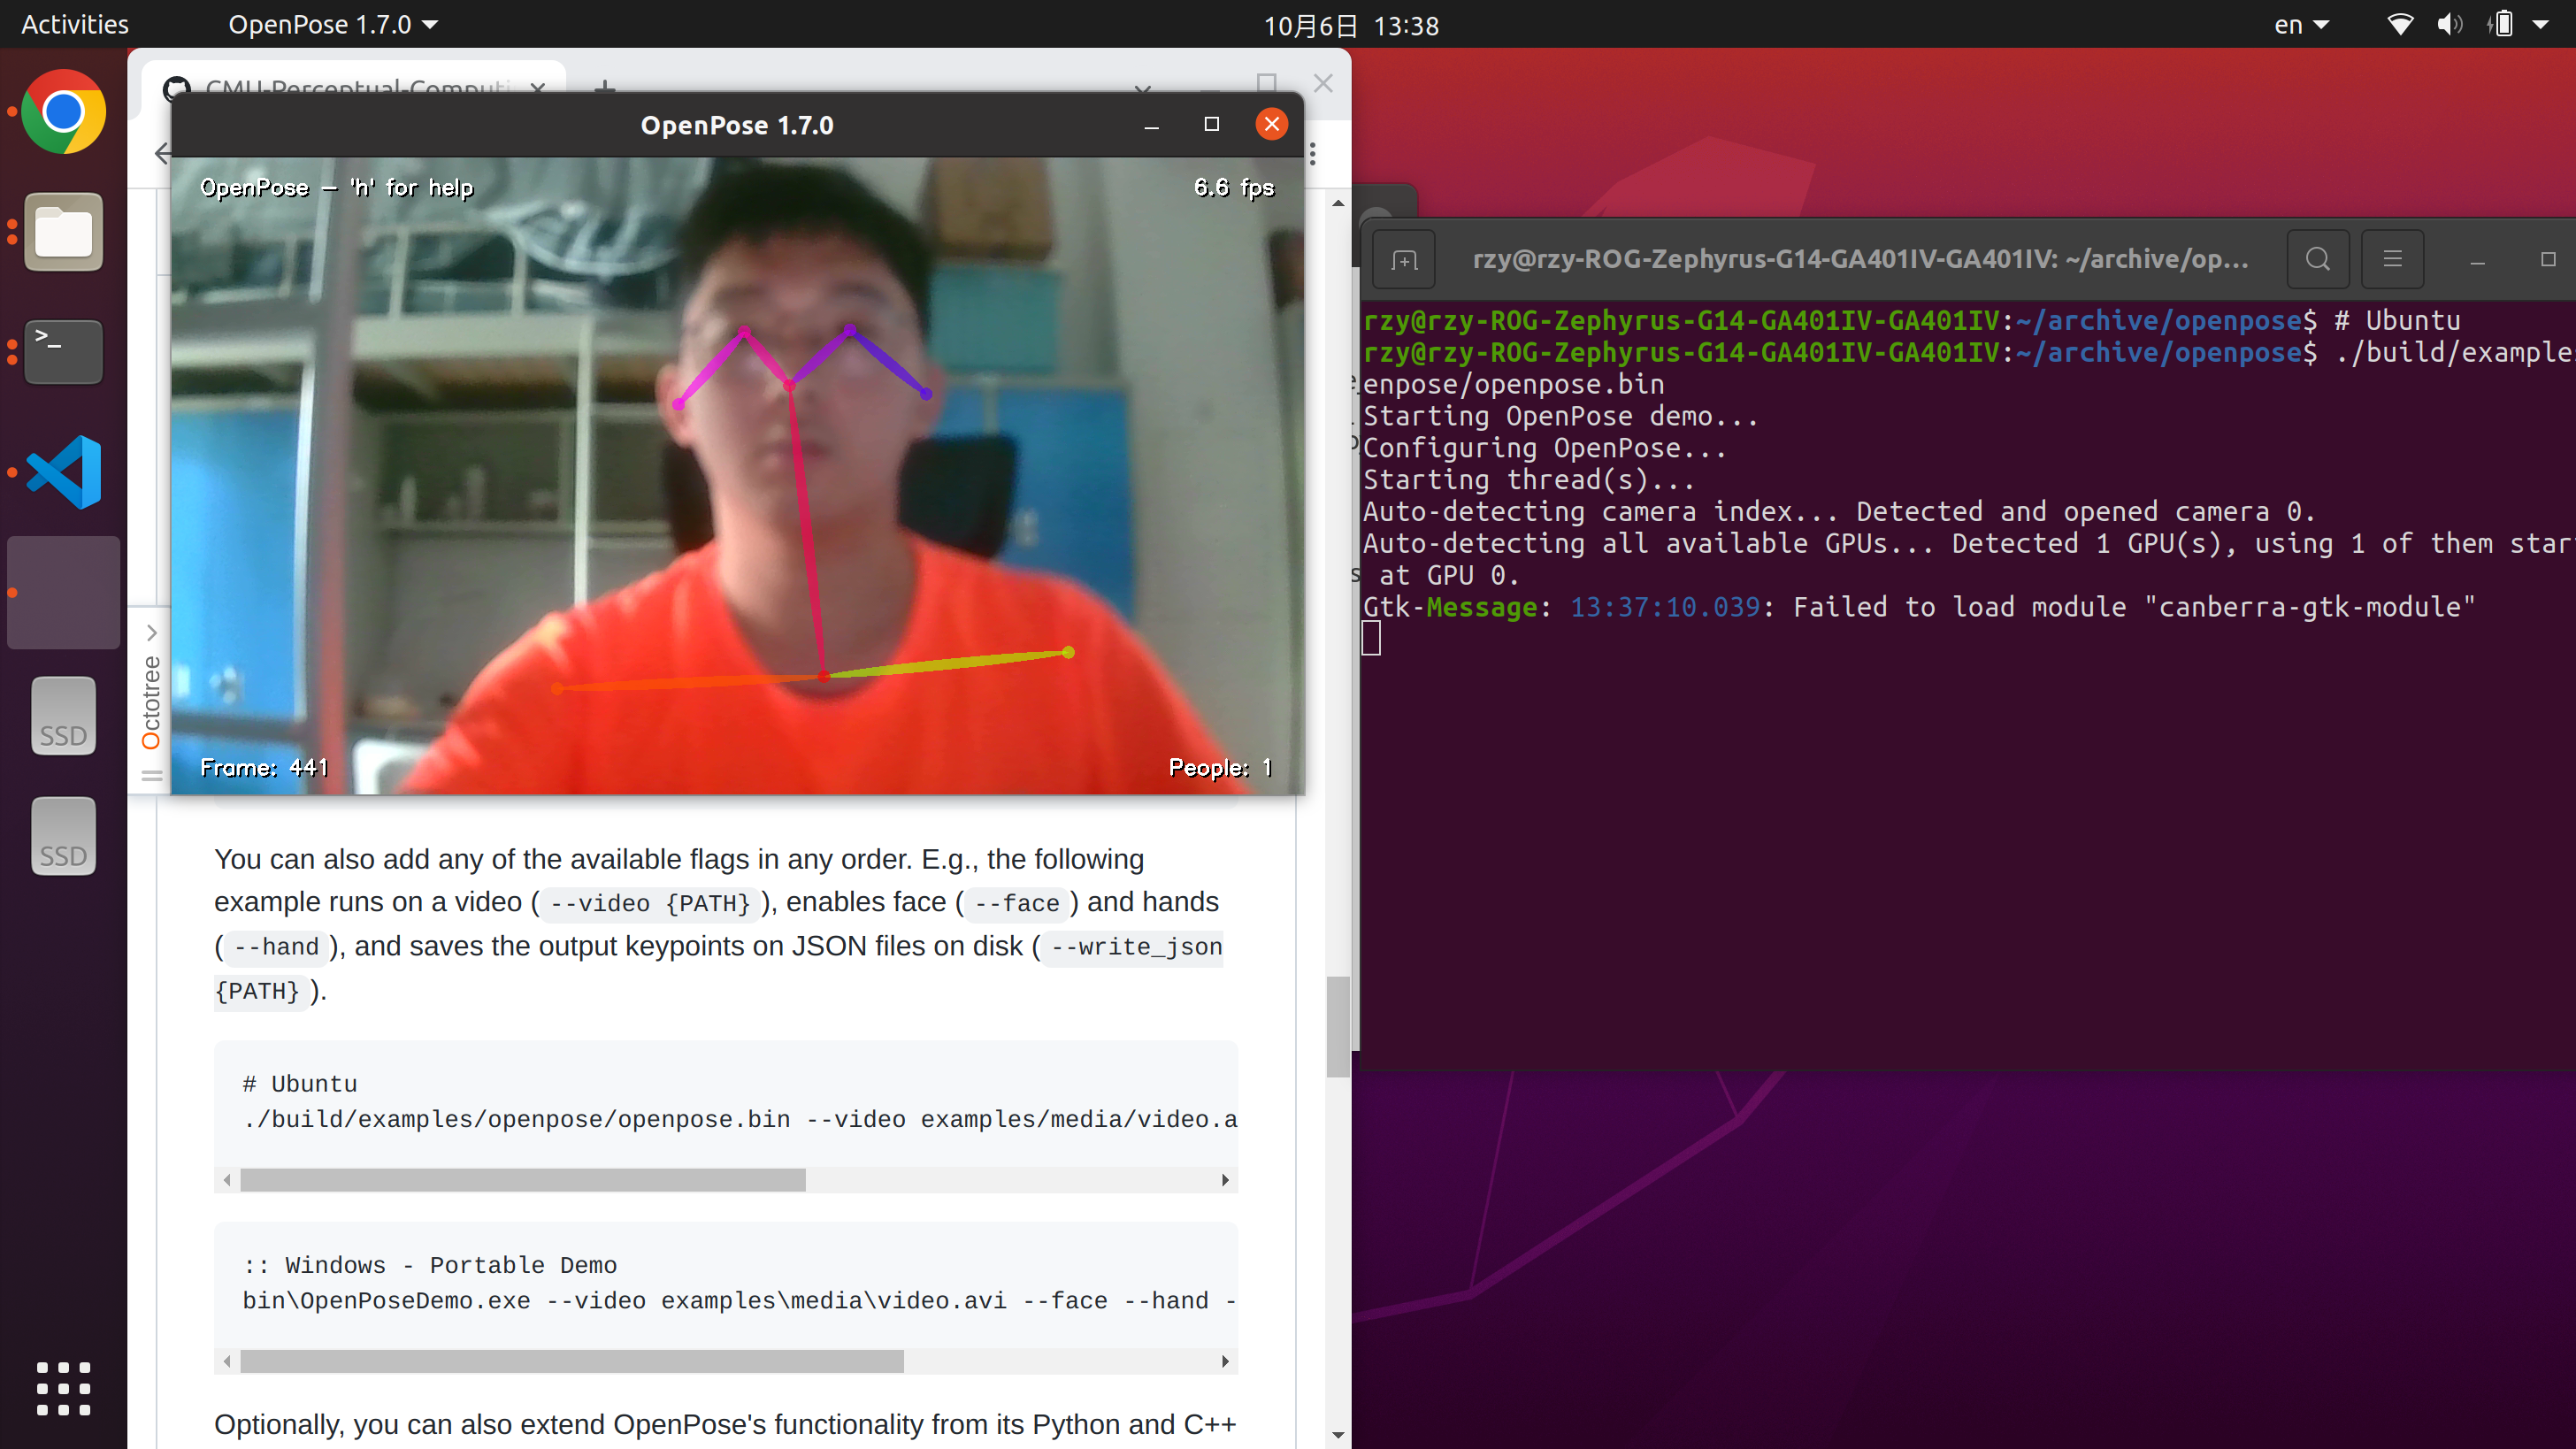 Activities
OpenPose 1.7.0
10月6日 13:38
en
CMU-Perceptual-Computi
OpenPose 1.7.0
OpenPose - 'h' for help
6.6 fps
Frame: 441
People: 1
Octotree
SSD
SSD
You can also add any of the available flags in any order. E.g., the following
example runs on a video (--video {PATH}), enables face (--face) and hands
(--hand), and saves the output keypoints on JSON files on disk (--write_json
{PATH}).
# Ubuntu
./build/examples/openpose/openpose.bin --video examples/media/video.a
:: Windows - Portable Demo
bin\OpenPoseDemo.exe --video examples\media\video.avi --face --hand -
Optionally, you can also extend OpenPose's functionality from its Python and C++
rzy@rzy-ROG-Zephyrus-G14-GA401IV-GA401IV: ~/archive/op...
rzy@rzy-ROG-Zephyrus-G14-GA401IV-GA401IV:~/archive/openpose$ # Ubuntu
rzy@rzy-ROG-Zephyrus-G14-GA401IV-GA401IV:~/archive/openpose$ ./build/example
enpose/openpose.bin
Starting OpenPose demo...
Configuring OpenPose...
Starting thread(s)...
Auto-detecting camera index... Detected and opened camera 0.
Auto-detecting all available GPUs... Detected 1 GPU(s), using 1 of them star
at GPU 0.
Gtk-Message: 13:37:10.039: Failed to load module "canberra-gtk-module"